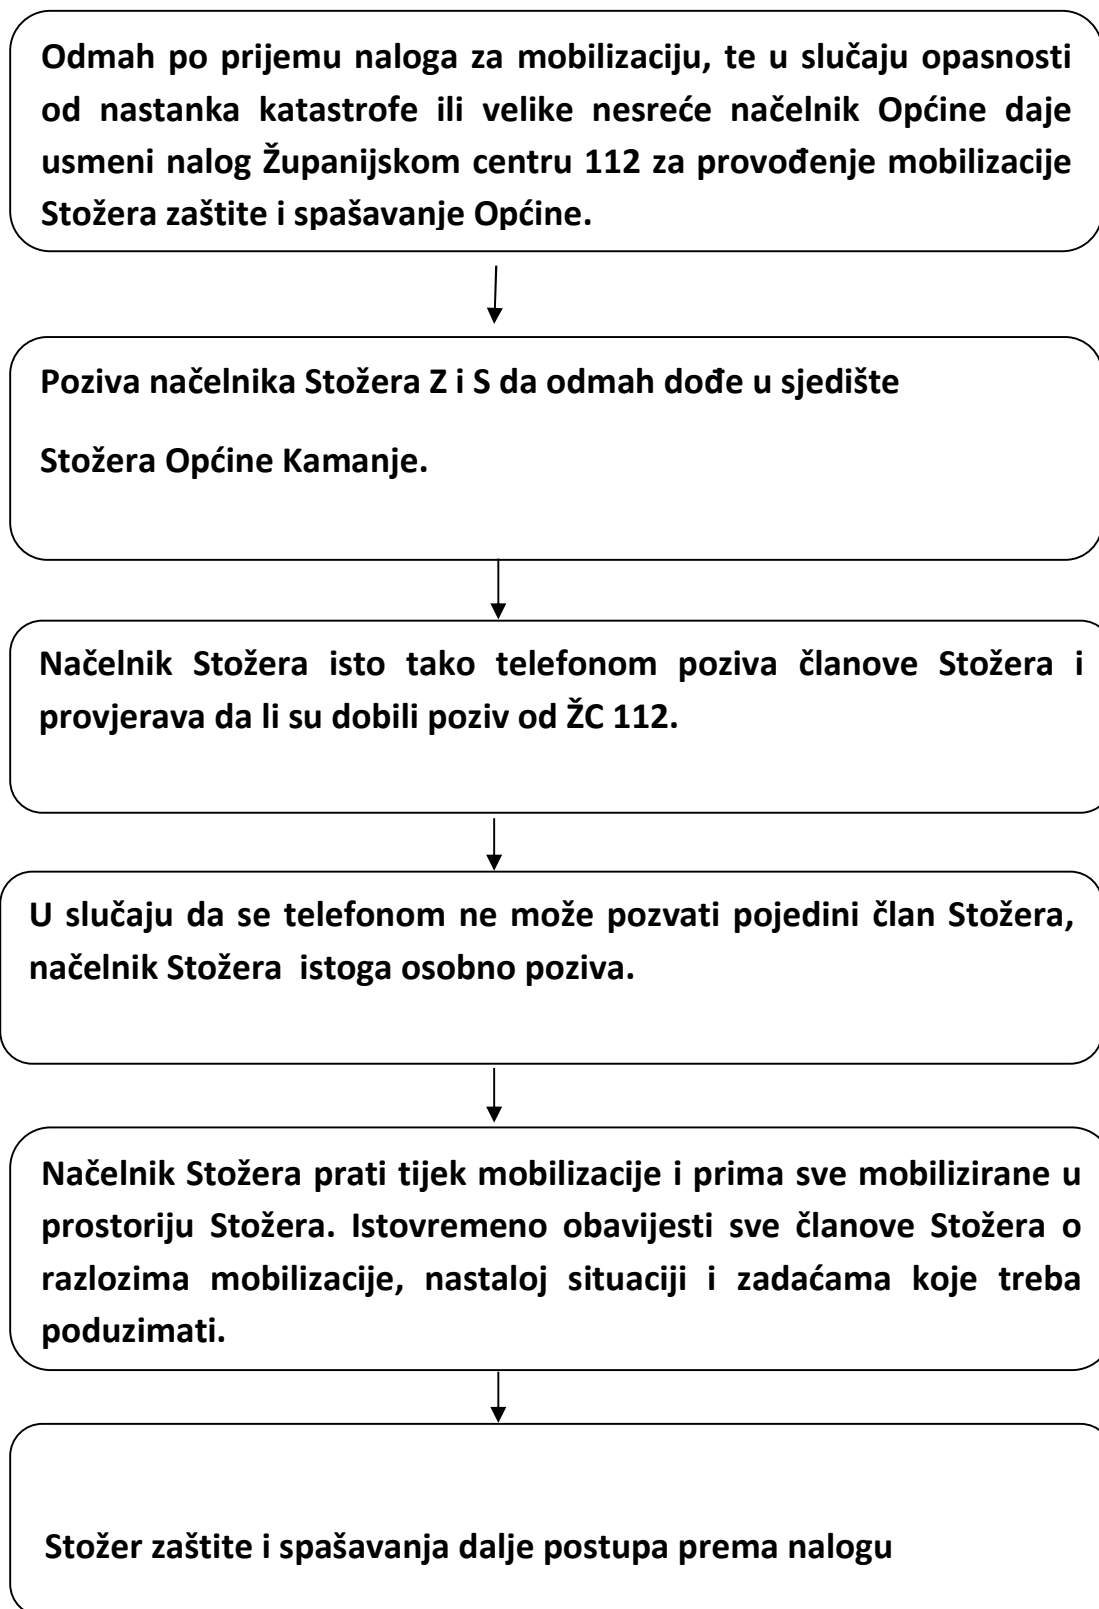 Odmah po prijemu naloga za mobilizaciju, te u slučaju opasnosti
od nastanka katastrofe ili velike nesreće načelnik Općine daje
usmeni nalog Županijskom centru 112 za provođenje mobilizacije
Stožera zaštite i spašavanje Općine.
Poziva načelnika Stožera Z i S da odmah dođe u sjedište
Stožera Općine Kamanje.
Načelnik Stožera isto tako telefonom poziva članove Stožera i
provjerava da li su dobili poziv od ŽC 112.
U slučaju da se telefonom ne može pozvati pojedini član Stožera,
načelnik Stožera istoga osobno poziva.
Načelnik Stožera prati tijek mobilizacije i prima sve mobilizirane u
prostoriju Stožera. Istovremeno obavijesti sve članove Stožera o
razlozima mobilizacije, nastaloj situaciji i zadaćama koje treba
poduzimati.
Stožer zaštite i spašavanja dalje postupa prema nalogu